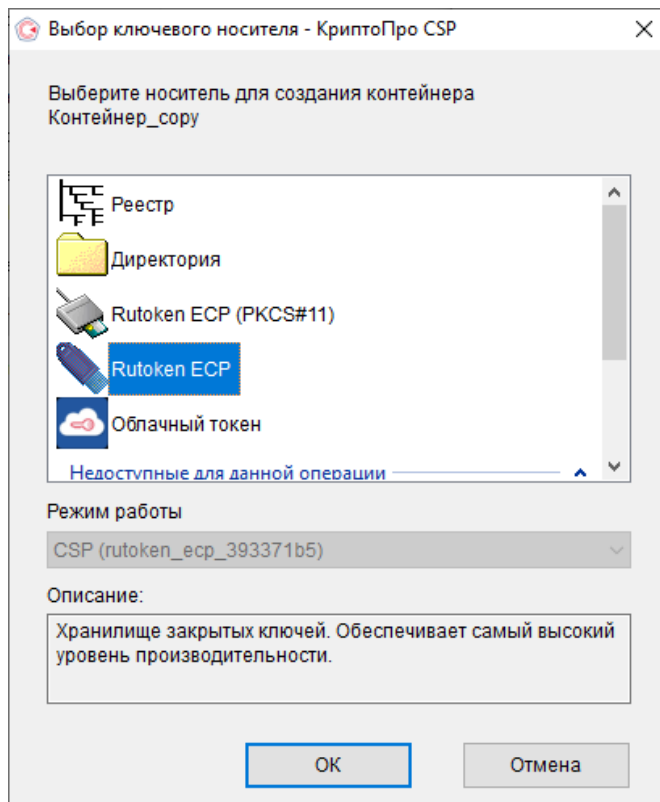 Выбор ключевого носителя - КриптоПро CSP
Выберите носитель для создания контейнера
Контейнер_copy
Реестр
Директория
Rutoken ECP (PKCS#11)
Rutoken ECP
Облачный токен
Недоступные для данной операции
Режим работы
CSP (rutoken_ecp_393371b5)
Описание:
Хранилище закрытых ключей. Обеспечивает самый высокий
уровень производительности.
ОК
Отмена